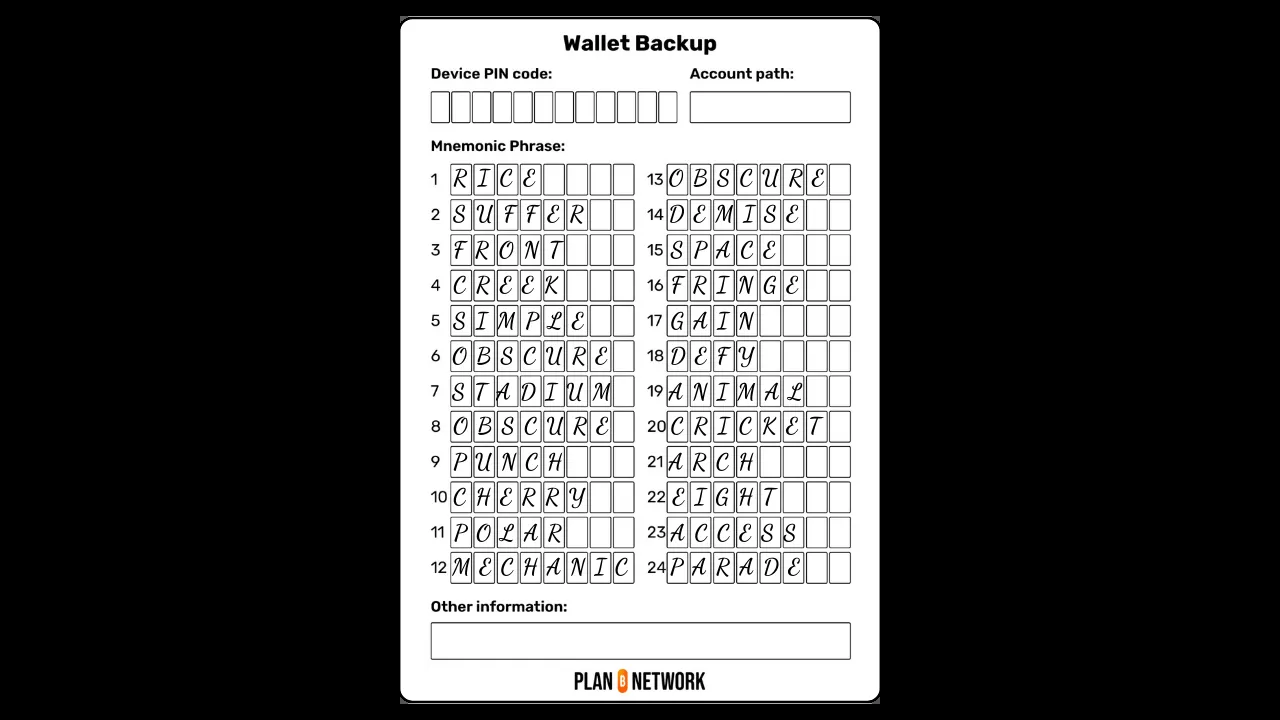 Wallet Backup
Device PIN code: Account path:
Mnemonic Phrase:
1 RICE 13 OBSCURE
2 SUFFER 14 DEMISE
3 FRONT 15 SPACE
4 CREEK 16 FRINGE
5 SIMPLE 17 GAIN
6 OBSCURE 18 DEFY
7 STADIUM 19 ANIMAL
8 OBSCURE 20 CRICKET
9 PUNCH 21 ARCH
10 CHERRY 22 EIGHT
11 POLAR 23 ACCESS
12 MECHANIC 24 PARADE
Other information:
PLAN B NETWORK